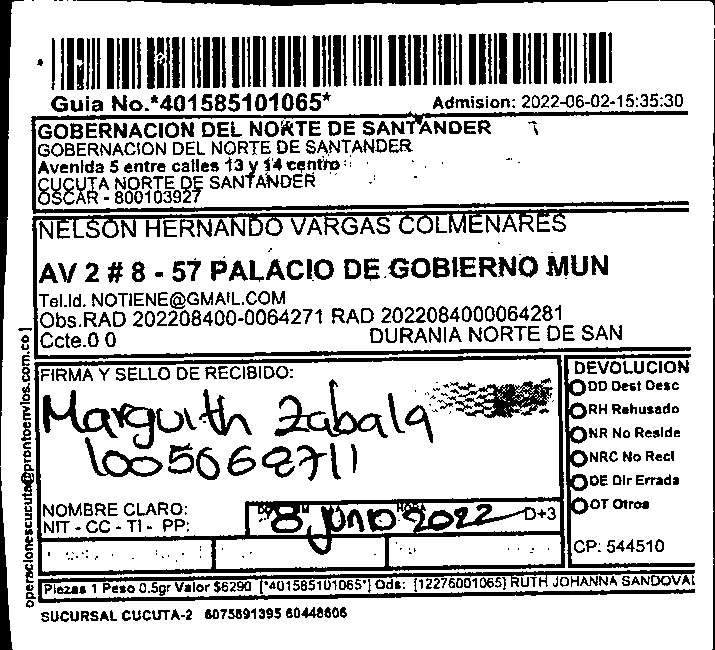 Guia No.*401585101065*
Admision: 2022-06-02-15:35:30
GOBERNACION DEL NORTE DE SANTANDER
GOBERNACION DEL NORTE DE SANTANDER
Avenida 5 entre calles 13 y 14 centro
CUCUTA NORTE DE SANTANDER
OSCAR - 800103927
NELSON HERNANDO VARGAS COLMENARES
AV 2 # 8 - 57 PALACIO DE GOBIERNO MUN
Tel.Id. NOTIENE@GMAIL.COM
Obs.RAD 202208400-0064271 RAD 2022084000064281
Ccte.0 0 DURANIA NORTE DE SAN
operacionescucuta@prontoenvios.com.co
FIRMA Y SELLO DE RECIBIDO:
Marguith Zabala
1005068711
NOMBRE CLARO:
NIT - CC - TI - PP:
8 Junio 2022 D+3
DEVOLUCION
DD Dest Desc
RH Rehusado
NR No Reside
NRC No Recl
DE Dir Errada
OT Otros
CP: 544510
Piezas 1 Peso 0.5gr Valor $6290 [*401585101065*] Ods: [12276001065] RUTH JOHANNA SANDOVAL
SUCURSAL CUCUTA-2 6075891395 60448606